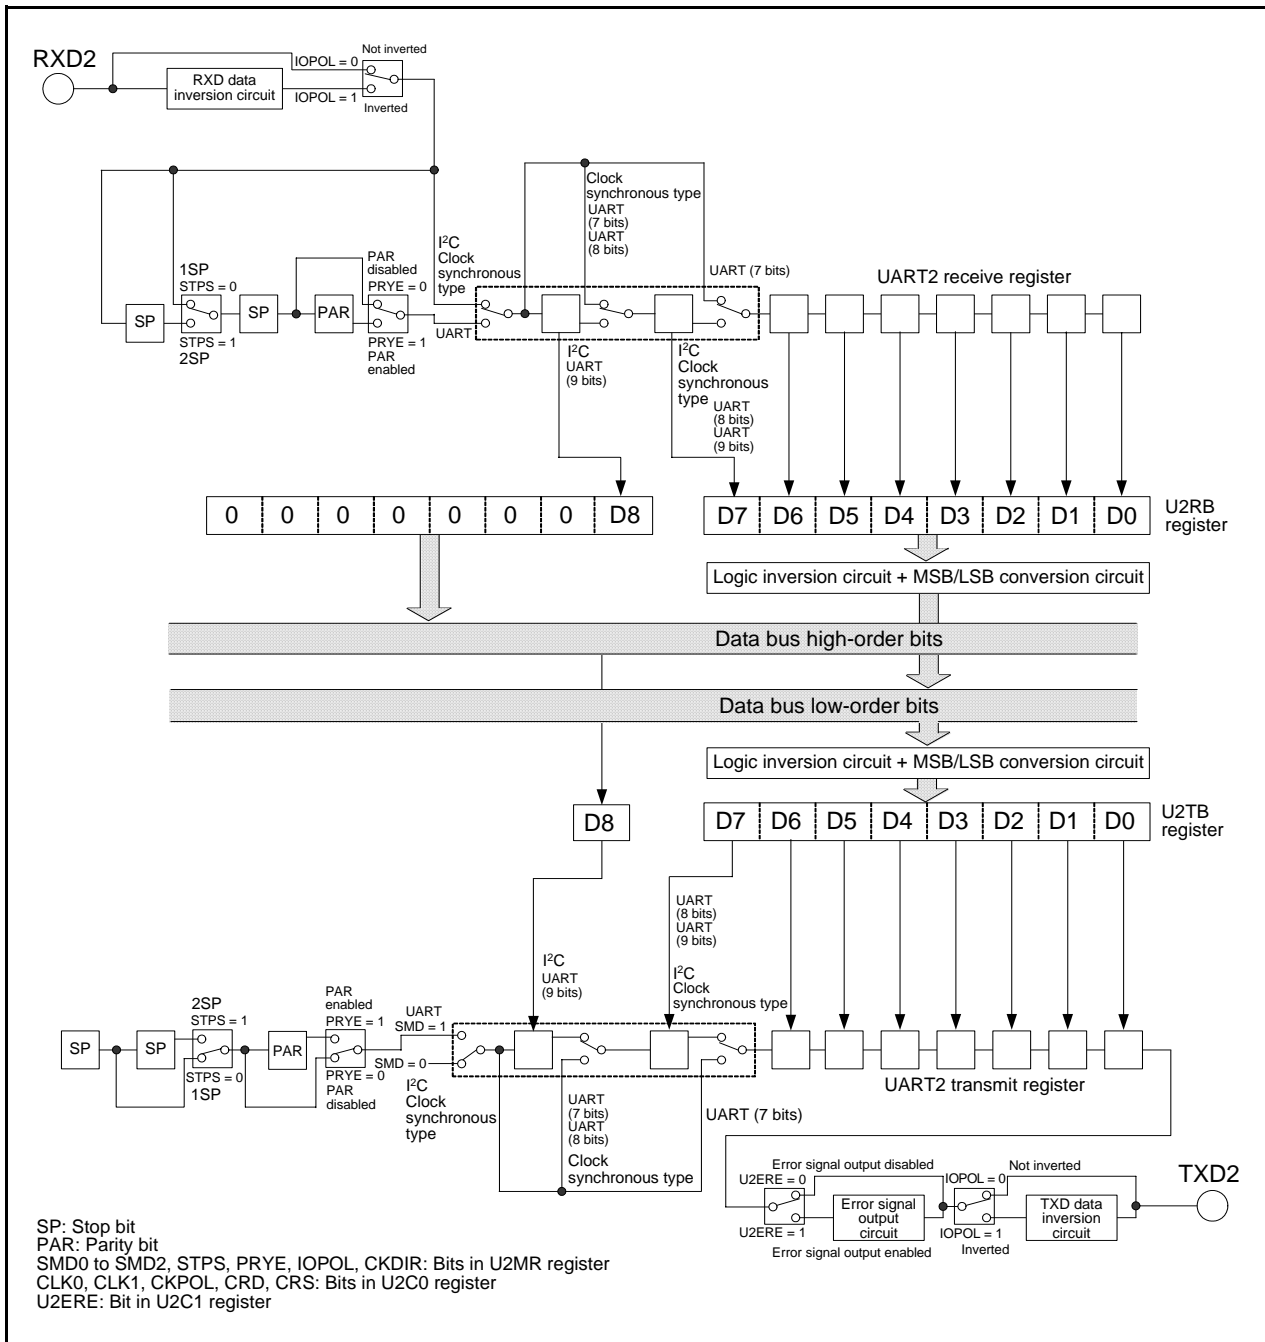 RXD2
Not inverted
IOPOL = 0
RXD data
inversion circuit
IOPOL = 1
Inverted
1SP
STPS = 0
SP
STPS = 1
2SP
SP
PAR
disabled
PRYE = 0
PAR
PRYE = 1
PAR
enabled
I²C
Clock
synchronous
type
UART
Clock
synchronous type
UART
(7 bits)
UART
(8 bits)
UART (7 bits)
UART2 receive register
I²C
UART
(9 bits)
I²C
Clock
synchronous
type
UART
(8 bits)
UART
(9 bits)
0 0 0 0 0 0 0 D8
D7 D6 D5 D4 D3 D2 D1 D0
U2RB
register
Logic inversion circuit + MSB/LSB conversion circuit
Data bus high-order bits
Data bus low-order bits
Logic inversion circuit + MSB/LSB conversion circuit
D8
D7 D6 D5 D4 D3 D2 D1 D0
U2TB
register
UART
(8 bits)
UART
(9 bits)
I²C
UART
(9 bits)
I²C
Clock
synchronous type
SP
SP
2SP
STPS = 1
STPS = 0
1SP
PAR
PAR
enabled
PRYE = 1
PRYE = 0
PAR
disabled
UART
SMD = 1
SMD = 0
I²C
Clock
synchronous
type
UART
(7 bits)
UART
(8 bits)
Clock
synchronous type
UART (7 bits)
UART2 transmit register
Error signal output disabled
U2ERE = 0
Error signal
output
circuit
U2ERE = 1
Error signal output enabled
Not inverted
IOPOL = 0
TXD data
inversion
circuit
IOPOL = 1
Inverted
TXD2
SP: Stop bit
PAR: Parity bit
SMD0 to SMD2, STPS, PRYE, IOPOL, CKDIR: Bits in U2MR register
CLK0, CLK1, CKPOL, CRD, CRS: Bits in U2C0 register
U2ERE: Bit in U2C1 register